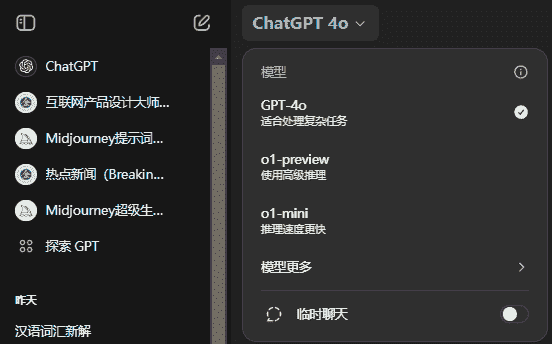 ChatGPT
互联网产品设计大师...
Midjourney提示词...
热点新闻（Breakin...
Midjourney超级生...
探索 GPT
昨天
汉语词汇新解
ChatGPT 4o
模型
GPT-4o
适合处理复杂任务
o1-preview
使用高级推理
o1-mini
推理速度更快
模型更多
临时聊天